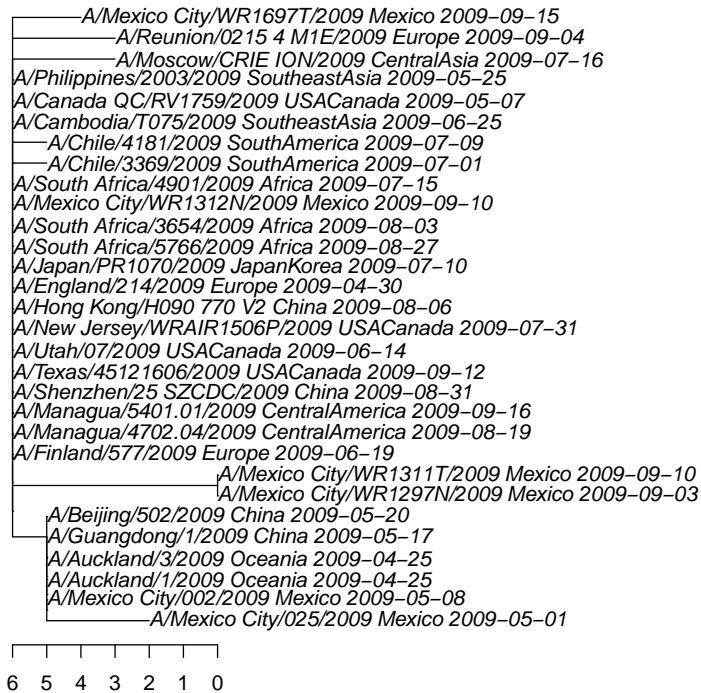 A/Mexico City/WR1697T/2009 Mexico 2009−09−15
A/Reunion/0215 4 M1E/2009 Europe 2009−09−04
A/Moscow/CRIE ION/2009 CentralAsia 2009−07−16
A/Philippines/2003/2009 SoutheastAsia 2009−05−25
A/Canada QC/RV1759/2009 USACanada 2009−05−07
A/Cambodia/T075/2009 SoutheastAsia 2009−06−25
A/Chile/4181/2009 SouthAmerica 2009−07−09
A/Chile/3369/2009 SouthAmerica 2009−07−01
A/South Africa/4901/2009 Africa 2009−07−15
A/Mexico City/WR1312N/2009 Mexico 2009−09−10
A/South Africa/3654/2009 Africa 2009−08−03
A/South Africa/5766/2009 Africa 2009−08−27
A/Japan/PR1070/2009 JapanKorea 2009−07−10
A/England/214/2009 Europe 2009−04−30
A/Hong Kong/H090 770 V2 China 2009−08−06
A/New Jersey/WRAIR1506P/2009 USACanada 2009−07−31
A/Utah/07/2009 USACanada 2009−06−14
A/Texas/45121606/2009 USACanada 2009−09−12
A/Shenzhen/25 SZCDC/2009 China 2009−08−31
A/Managua/5401.01/2009 CentralAmerica 2009−09−16
A/Managua/4702.04/2009 CentralAmerica 2009−08−19
A/Finland/577/2009 Europe 2009−06−19
A/Mexico City/WR1311T/2009 Mexico 2009−09−10
A/Mexico City/WR1297N/2009 Mexico 2009−09−03
A/Beijing/502/2009 China 2009−05−20
A/Guangdong/1/2009 China 2009−05−17
A/Auckland/3/2009 Oceania 2009−04−25
A/Auckland/1/2009 Oceania 2009−04−25
A/Mexico City/002/2009 Mexico 2009−05−08
A/Mexico City/025/2009 Mexico 2009−05−01
6 5 4 3 2 1 0